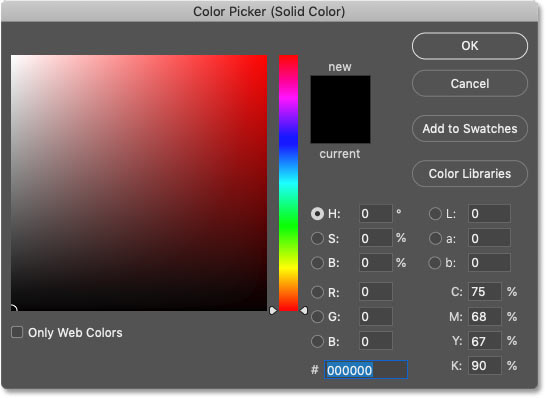 Color Picker (Solid Color)
new
current
OK
Cancel
Add to Swatches
Color Libraries
H: 0 °
S: 0 %
B: 0 %
R: 0
G: 0
B: 0
# 000000
L: 0
a: 0
b: 0
C: 75 %
M: 68 %
Y: 67 %
K: 90 %
Only Web Colors